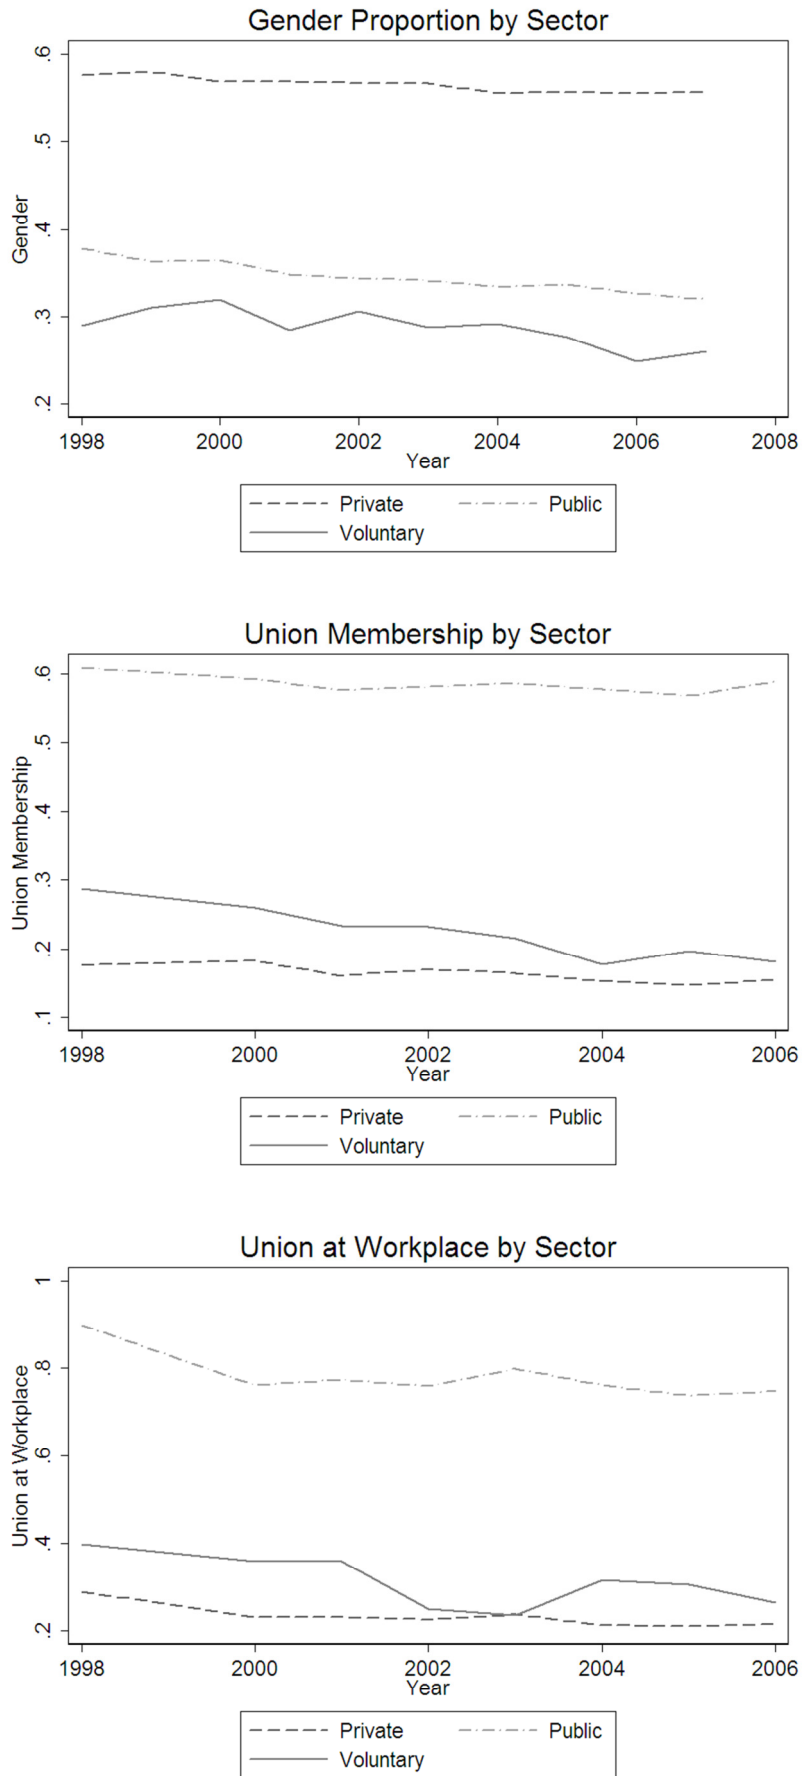 Gender Proportion by Sector
.6
.5
.4
.3
.2
Gender
1998 2000 2002 2004 2006 2008
Year
Private Public
Voluntary
Union Membership by Sector
.6
.5
.4
.3
.2
.1
Union Membership
1998 2000 2002 2004 2006
Year
Private Public
Voluntary
Union at Workplace by Sector
1
.8
.6
.4
.2
Union at Workplace
1998 2000 2002 2004 2006
Year
Private Public
Voluntary